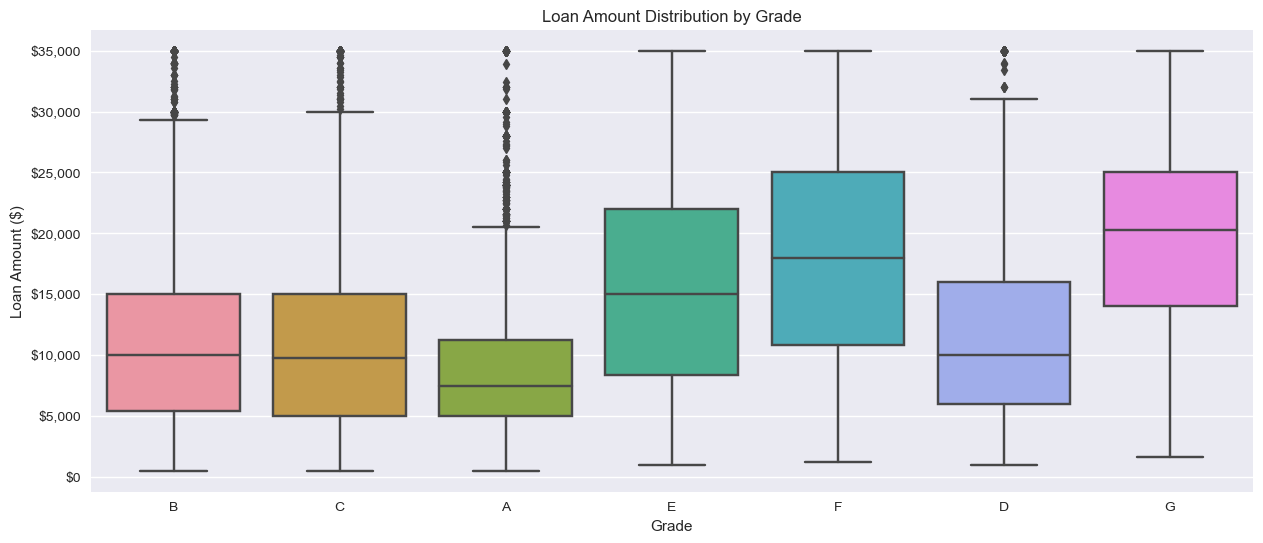 Loan Amount Distribution by Grade
Loan Amount ($)
$35,000
$30,000
$25,000
$20,000
$15,000
$10,000
$5,000
$0
B C A E F D G
Grade